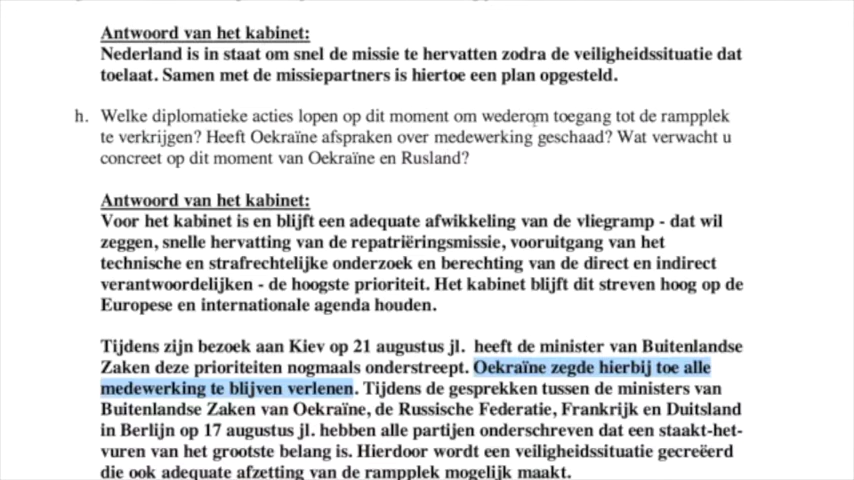 Antwoord van het kabinet:
Nederland is in staat om snel de missie te hervatten zodra de veiligheidssituatie dat
toelaat. Samen met de missiepartners is hiertoe een plan opgesteld.
h. Welke diplomatieke acties lopen op dit moment om wederom toegang tot de rampplek
te verkrijgen? Heeft Oekraïne afspraken over medewerking geschaad? Wat verwacht u
concreet op dit moment van Oekraïne en Rusland?
Antwoord van het kabinet:
Voor het kabinet is en blijft een adequate afwikkeling van de vliegramp - dat wil
zeggen, snelle hervatting van de repatriëringsmissie, vooruitgang van het
technische en strafrechtelijke onderzoek en berechting van de direct en indirect
verantwoordelijken - de hoogste prioriteit. Het kabinet blijft dit streven hoog op de
Europese en internationale agenda houden.
Tijdens zijn bezoek aan Kiev op 21 augustus jl. heeft de minister van Buitenlandse
Zaken deze prioriteiten nogmaals onderstreept. Oekraïne zegde hierbij toe alle
medewerking te blijven verlenen. Tijdens de gesprekken tussen de ministers van
Buitenlandse Zaken van Oekraïne, de Russische Federatie, Frankrijk en Duitsland
in Berlijn op 17 augustus jl. hebben alle partijen onderschreven dat een staakt-het-
vuren van het grootste belang is. Hierdoor wordt een veiligheidssituatie gecreëerd
die ook adequate afzetting van de rampplek mogelijk maakt.